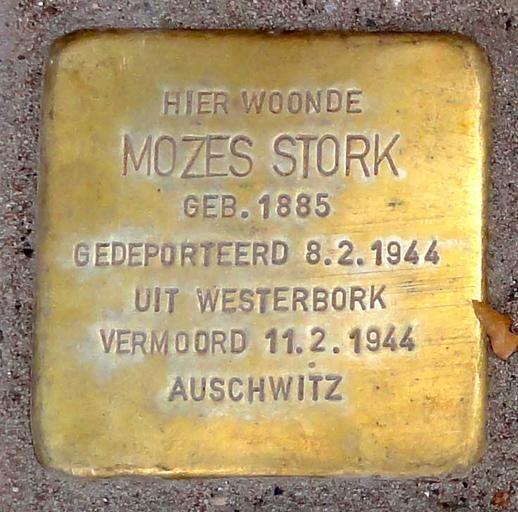 HIER WOONDE
MOZES STORK
GEB. 1885
GEDEPORTEERD 8.2.1944
UIT WESTERBORK
VERMOORD 11.2.1944
AUSCHWITZ